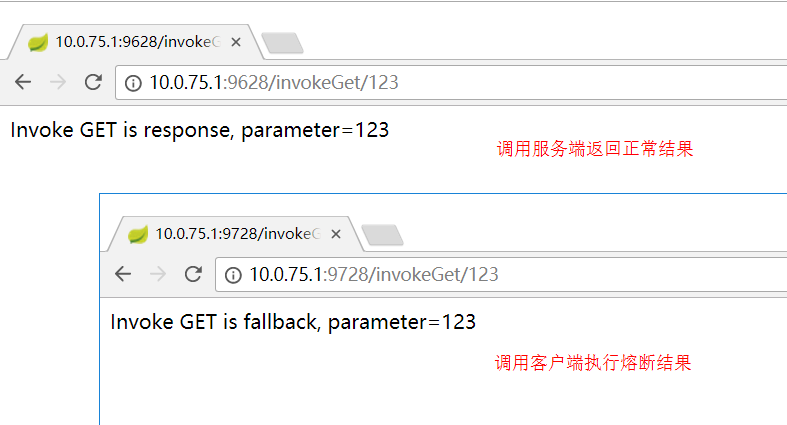 10.0.75.1:9628/invokeG
10.0.75.1:9628/invokeGet/123
Invoke GET is response, parameter=123
调用服务端返回正常结果
10.0.75.1:9728/invokeG
10.0.75.1:9728/invokeGet/123
Invoke GET is fallback, parameter=123
调用客户端执行熔断结果